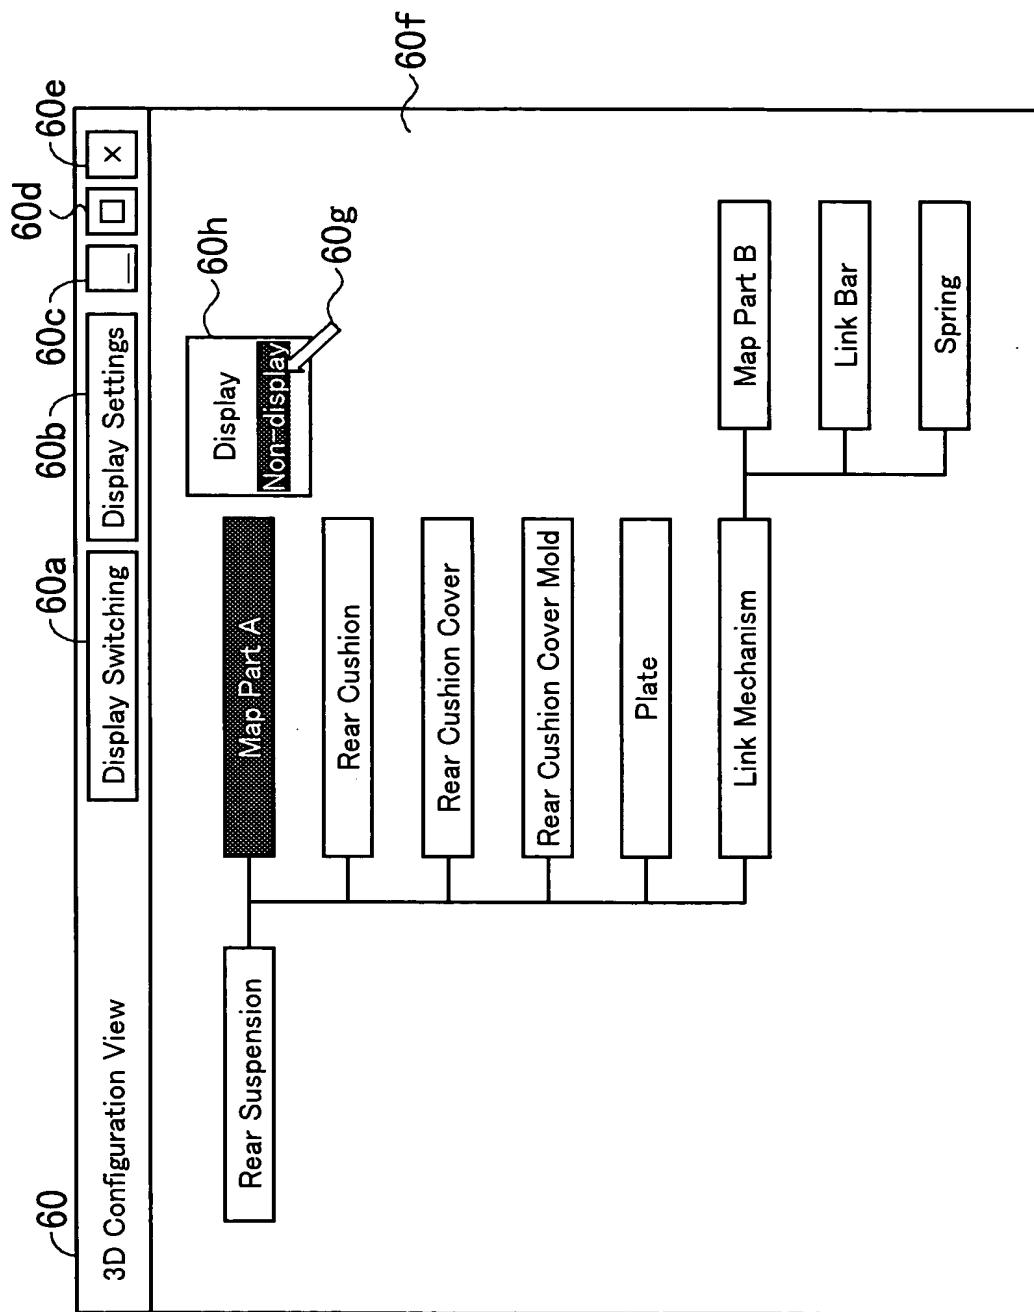 60
60a
60b
60c
60d
60e
3D Configuration View
Display Switching
Display Settings
×
60h
60f
Display
Non-display
60g
Rear Suspension
Map Part A
Rear Cushion
Rear Cushion Cover
Rear Cushion Cover Mold
Plate
Link Mechanism
Map Part B
Link Bar
Spring